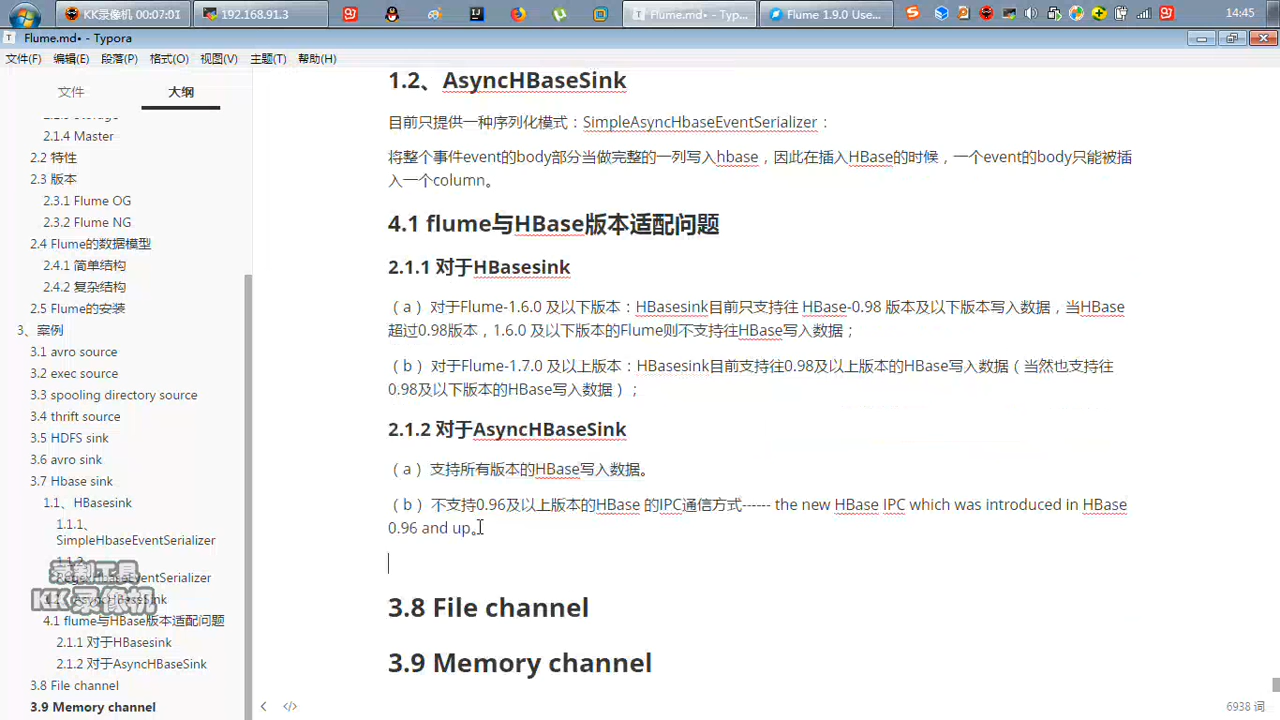 KK录像机 00:07:01
192.168.91.3
Flume.md• - Typ...
Flume 1.9.0 Use...
14:45
Flume.md• - Typora
文件(F) 编辑(E) 段落(P) 格式(O) 视图(V) 主题(T) 帮助(H)
文件 大纲
2.1.4 Master
2.2 特性
2.3 版本
2.3.1 Flume OG
2.3.2 Flume NG
2.4 Flume的数据模型
2.4.1 简单结构
2.4.2 复杂结构
2.5 Flume的安装
3、案例
3.1 avro source
3.2 exec source
3.3 spooling directory source
3.4 thrift source
3.5 HDFS sink
3.6 avro sink
3.7 Hbase sink
1.1、HBasesink
1.1.1、
SimpleHbaseEventSerializer
1.1.2、
RegexHbaseEventSerializer
AsyncHBaseSink
4.1 flume与HBase版本适配问题
2.1.1 对于HBasesink
2.1.2 对于AsyncHBaseSink
3.8 File channel
3.9 Memory channel
录制工具
KK录像机
1.2、AsyncHBaseSink
目前只提供一种序列化模式：SimpleAsyncHbaseEventSerializer：
将整个事件event的body部分当做完整的一列写入hbase，因此在插入HBase的时候，一个event的body只能被插
入一个column。
4.1 flume与HBase版本适配问题
2.1.1 对于HBasesink
（a）对于Flume-1.6.0 及以下版本：HBasesink目前只支持往 HBase-0.98 版本及以下版本写入数据，当HBase
超过0.98版本，1.6.0 及以下版本的Flume则不支持往HBase写入数据；
（b）对于Flume-1.7.0 及以上版本：HBasesink目前支持往0.98及以上版本的HBase写入数据（当然也支持往
0.98及以下版本的HBase写入数据）；
2.1.2 对于AsyncHBaseSink
（a）支持所有版本的HBase写入数据。
（b）不支持0.96及以上版本的HBase 的IPC通信方式------ the new HBase IPC which was introduced in HBase
0.96 and up。
3.8 File channel
3.9 Memory channel
6938 词